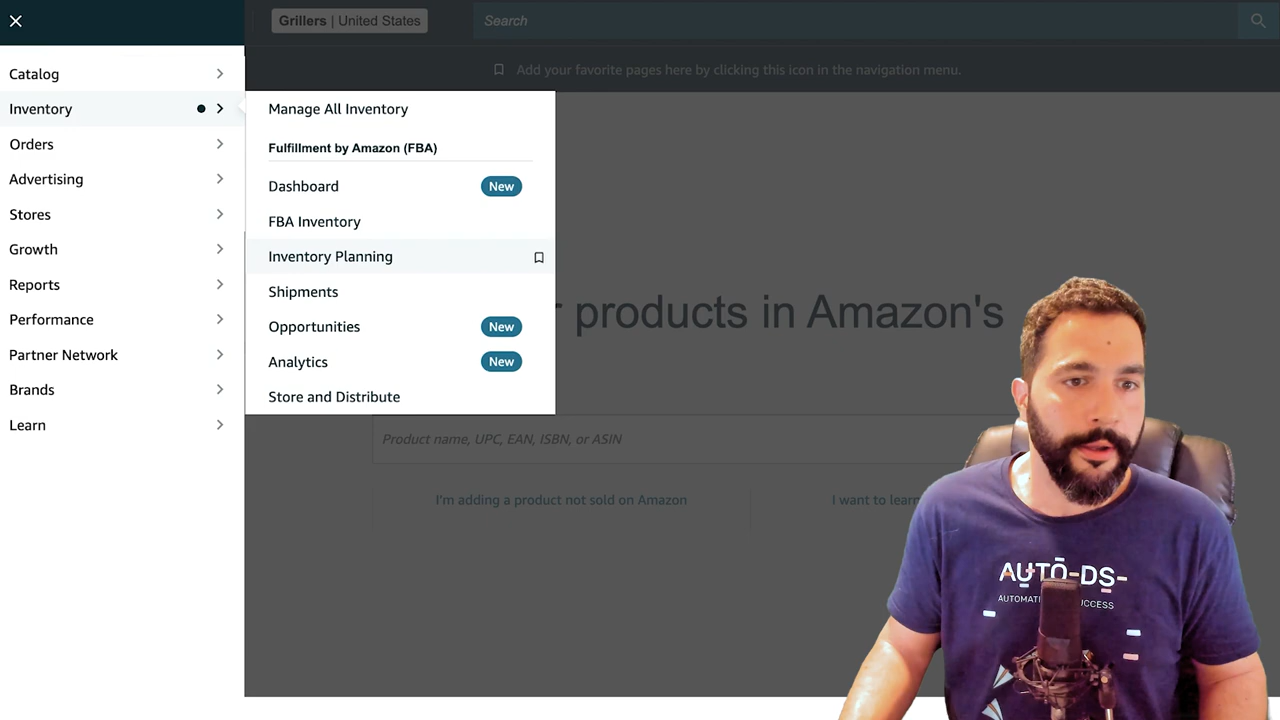 Grillers | United States
Search
Add your favorite pages here by clicking this icon in the navigation menu.
Catalog
Inventory
Orders
Advertising
Stores
Growth
Reports
Performance
Partner Network
Brands
Learn
Manage All Inventory
Fulfillment by Amazon (FBA)
Dashboard New
FBA Inventory
Inventory Planning
Shipments
Opportunities New
Analytics New
Store and Distribute
products in Amazon's
Product name, UPC, EAN, ISBN, or ASIN
I'm adding a product not sold on Amazon
I want to learn
AUTO-DS-